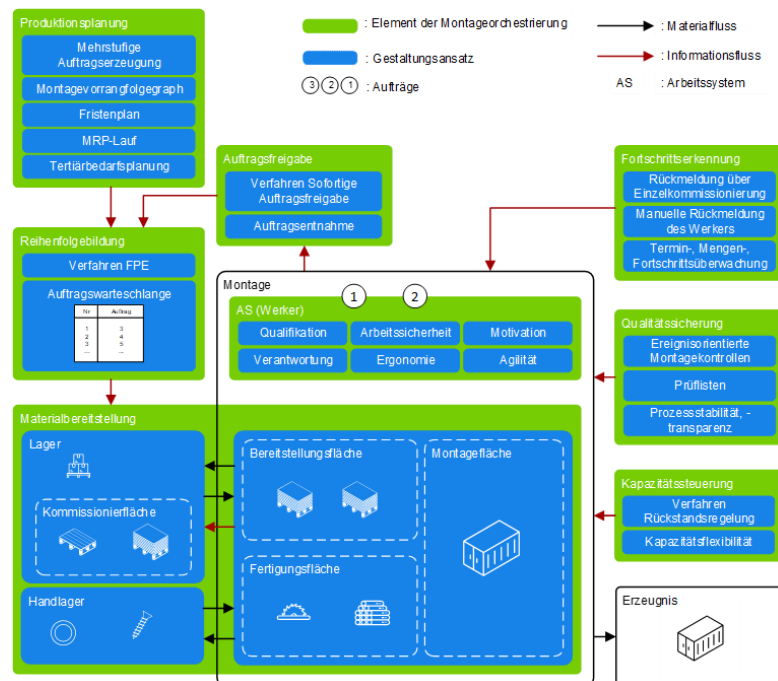 Produktionsplanung
Mehrstufige
Auftragserzeugung
Montagevorrangfolgegraph
Fristenplan
MRP-Lauf
Tertiärbedarfsplanung
: Element der Montageorchestrierung
: Gestaltungsansatz
3 2 1 : Aufträge
: Materialfluss
: Informationsfluss
AS : Arbeitssystem
Auftragsfreigabe
Verfahren Sofortige
Auftragsfreigabe
Auftragsentnahme
Fortschrittserkennung
Rückmeldung über
Einzelkommissionierung
Manuelle Rückmeldung
des Werkers
Termin-, Mengen-,
Fortschrittsüberwachung
Reihenfolgebildung
Verfahren FPE
Auftragswarteschlange
Nr Auftrag
1 3
2 4
3 5
... ...
Montage
1 2
AS (Werker)
Qualifikation
Arbeitssicherheit
Motivation
Verantwortung
Ergonomie
Agilität
Qualitätssicherung
Ereignisorientierte
Montagekontrollen
Prüflisten
Prozessstabilität, -
transparenz
Materialbereitstellung
Lager
Kommissionierfläche
Handlager
Bereitstellungsfläche
Fertigungsfläche
Montagefläche
Kapazitätssteuerung
Verfahren
Rückstandsregelung
Kapazitätsflexibilität
Erzeugnis